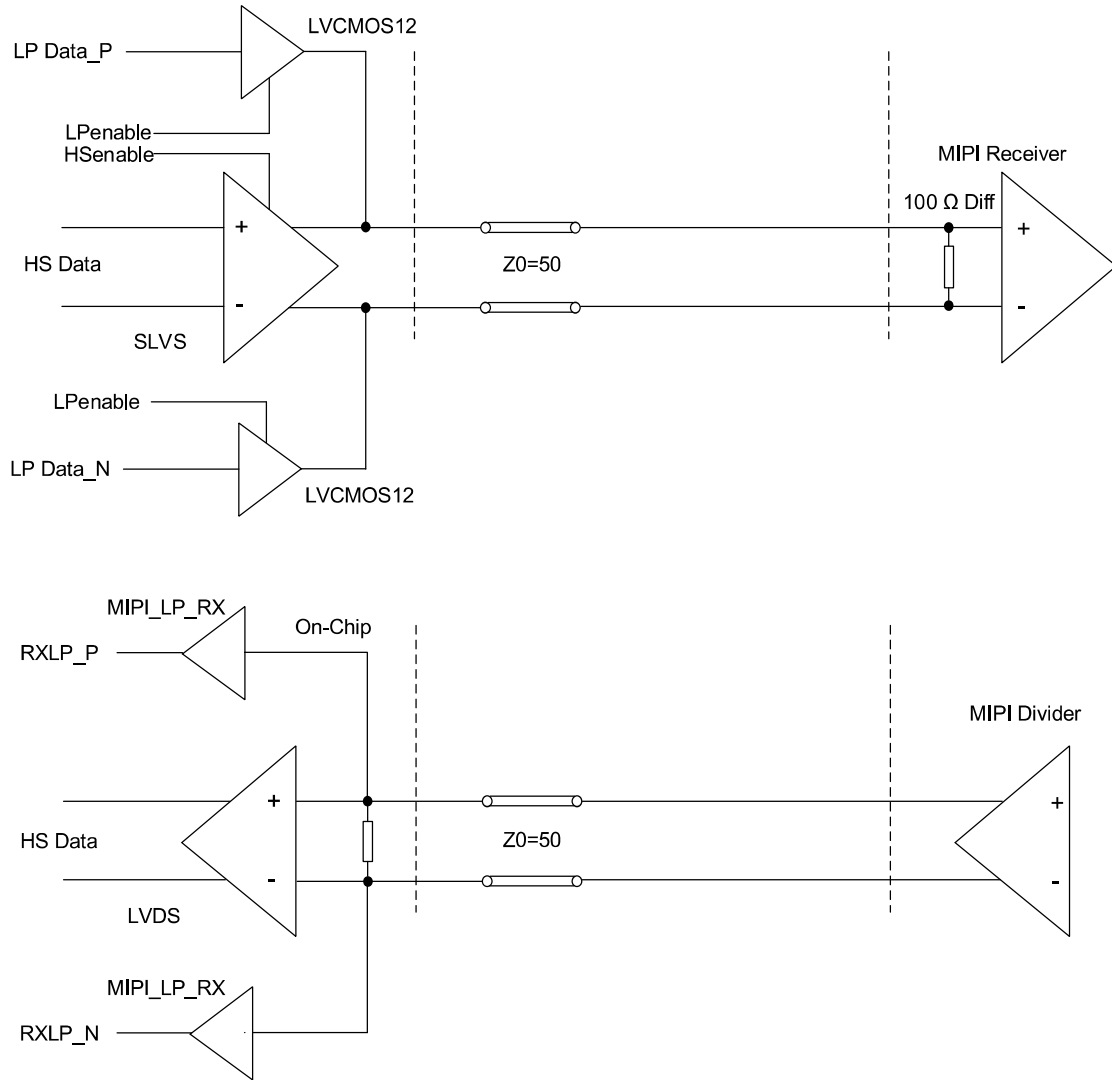 LVCMOS12
LP Data_P
LPenable
HSenable
MIPI Receiver
100 Ω Diff
+
+
HS Data
Z0=50
-
-
SLVS
LPenable
LP Data_N
LVCMOS12
MIPI_LP_RX
On-Chip
RXLP_P
MIPI Divider
+
+
HS Data
Z0=50
-
-
LVDS
MIPI_LP_RX
RXLP_N